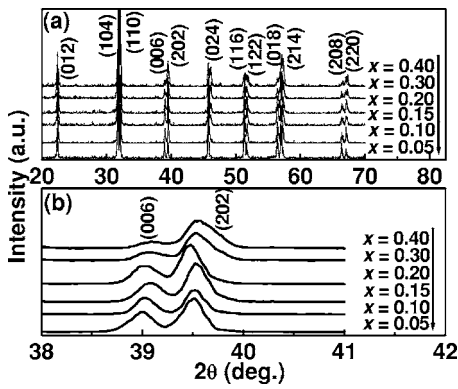 (a)
(012)
(104)
(110)
(006)
(202)
(024)
(116)
(122)
(018)
(214)
(208)
(220)
x = 0.40
x = 0.30
x = 0.20
x = 0.15
x = 0.10
x = 0.05
20 30 40 50 60 70 80
Intensity (a.u.)
(b)
(006)
(202)
x = 0.40
x = 0.30
x = 0.20
x = 0.15
x = 0.10
x = 0.05
38 39 40 41 42
2θ (deg.)